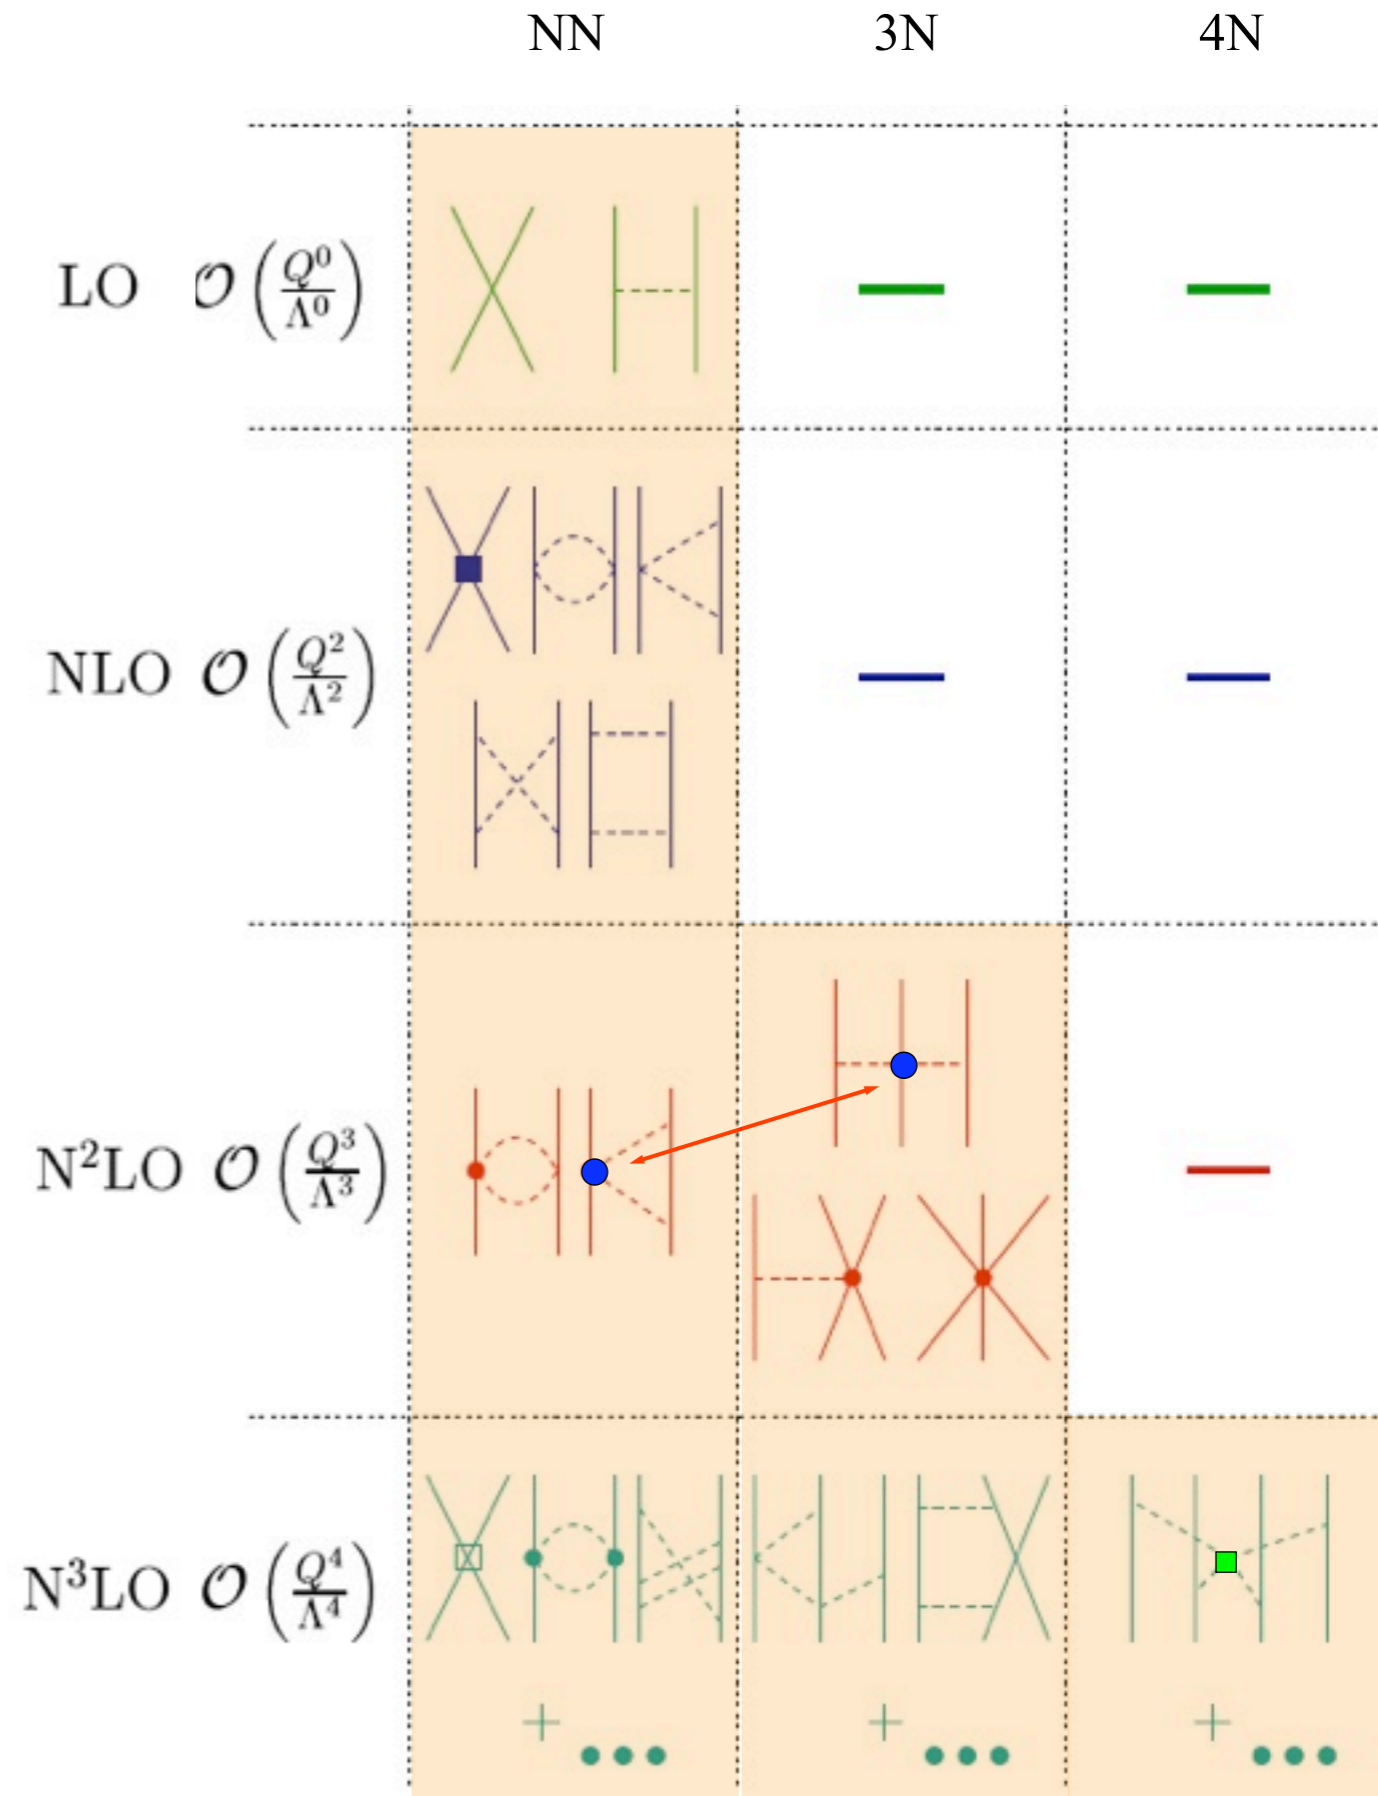 NN 3N 4N
LO 𝒪(Q⁰/Λ⁰)
NLO 𝒪(Q²/Λ²)
N²LO 𝒪(Q³/Λ³)
N³LO 𝒪(Q⁴/Λ⁴)